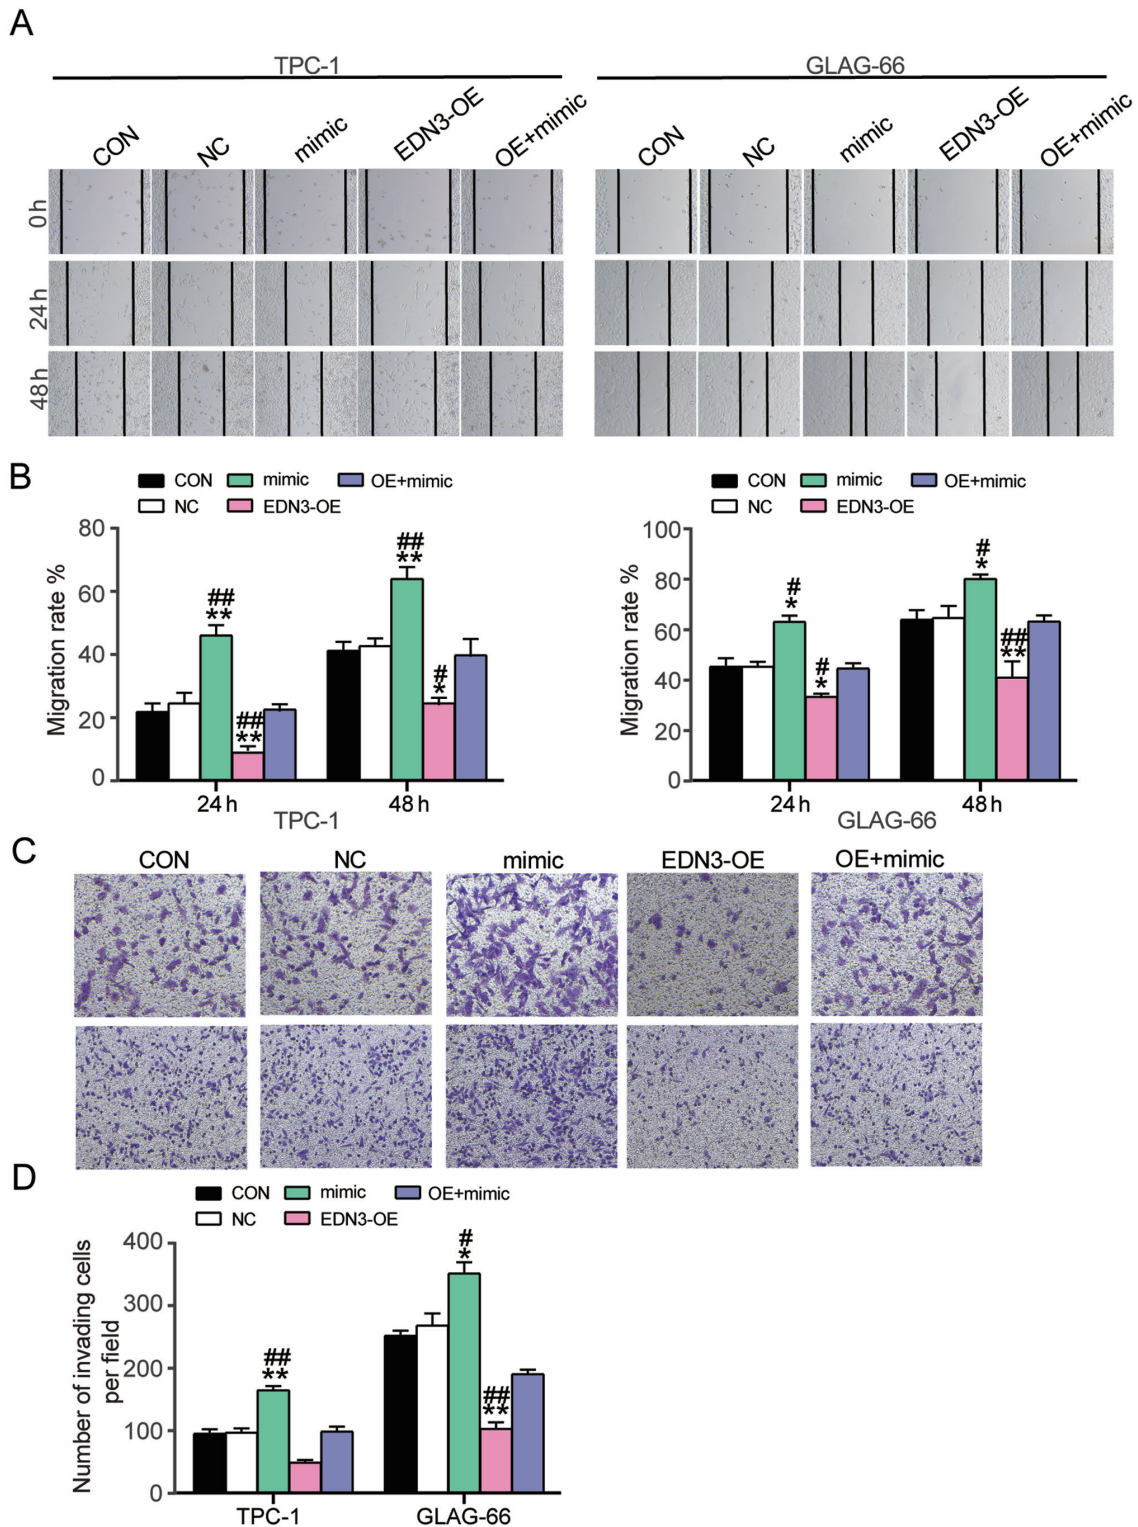 A
TPC-1 GLAG-66
CON NC mimic EDN3-OE OE+mimic CON NC mimic EDN3-OE OE+mimic
0h
24h
48h
B
CON mimic OE+mimic
NC EDN3-OE
Migration rate %
80
60
40
20
0
## ** ## ** ## ** # *
24h 48h
TPC-1
CON mimic OE+mimic
NC EDN3-OE
Migration rate %
100
80
60
40
20
0
# * # * # * ## **
24h 48h
GLAG-66
C
CON NC mimic EDN3-OE OE+mimic
D
CON mimic OE+mimic
NC EDN3-OE
Number of invading cells
per field
400
300
200
100
0
## ** # * ## **
TPC-1 GLAG-66